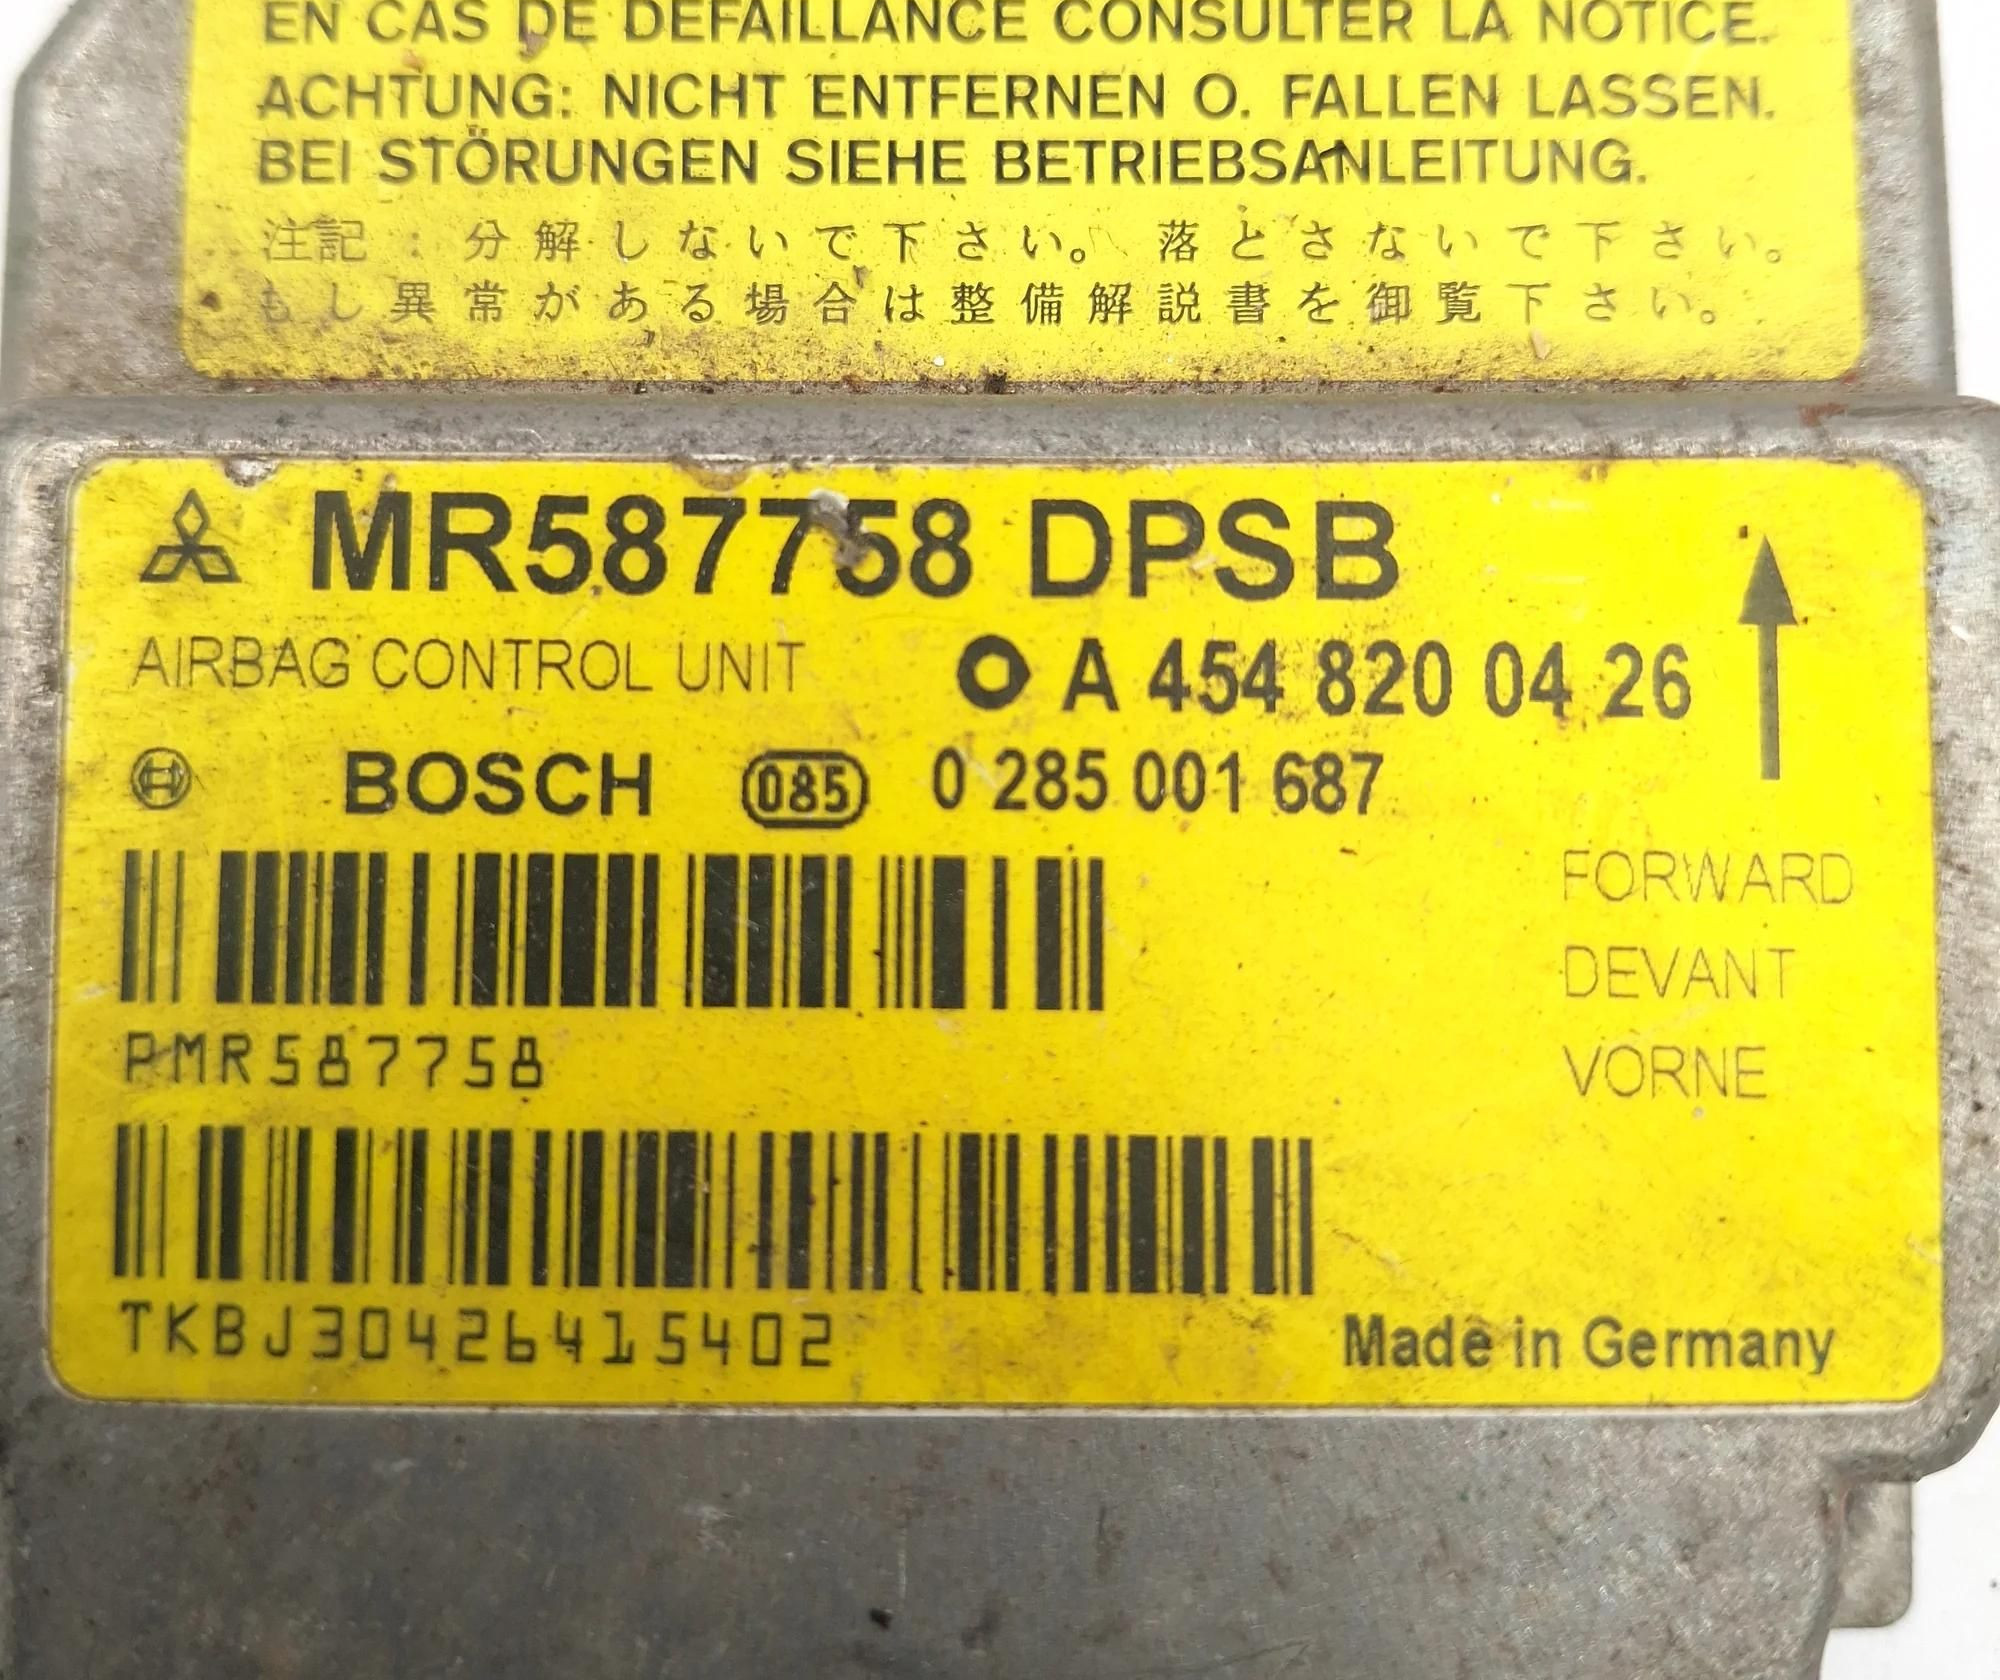 EN CAS DE DEFAILLANCE CONSULTER LA NOTICE.
ACHTUNG: NICHT ENTFERNEN O. FALLEN LASSEN.
BEI STÖRUNGEN SIEHE BETRIEBSANLEITUNG.
注記:分解しないで下さい。落とさないで下さい。
もし異常がある場合は整備解説書を御覧下さい。
MR587758 DPSB
AIRBAG CONTROL UNIT A 454 820 04 26
BOSCH 085 0 285 001 687
FORWARD
DEVANT
PMR587758
VORNE
TKBJ30426415402
Made in Germany